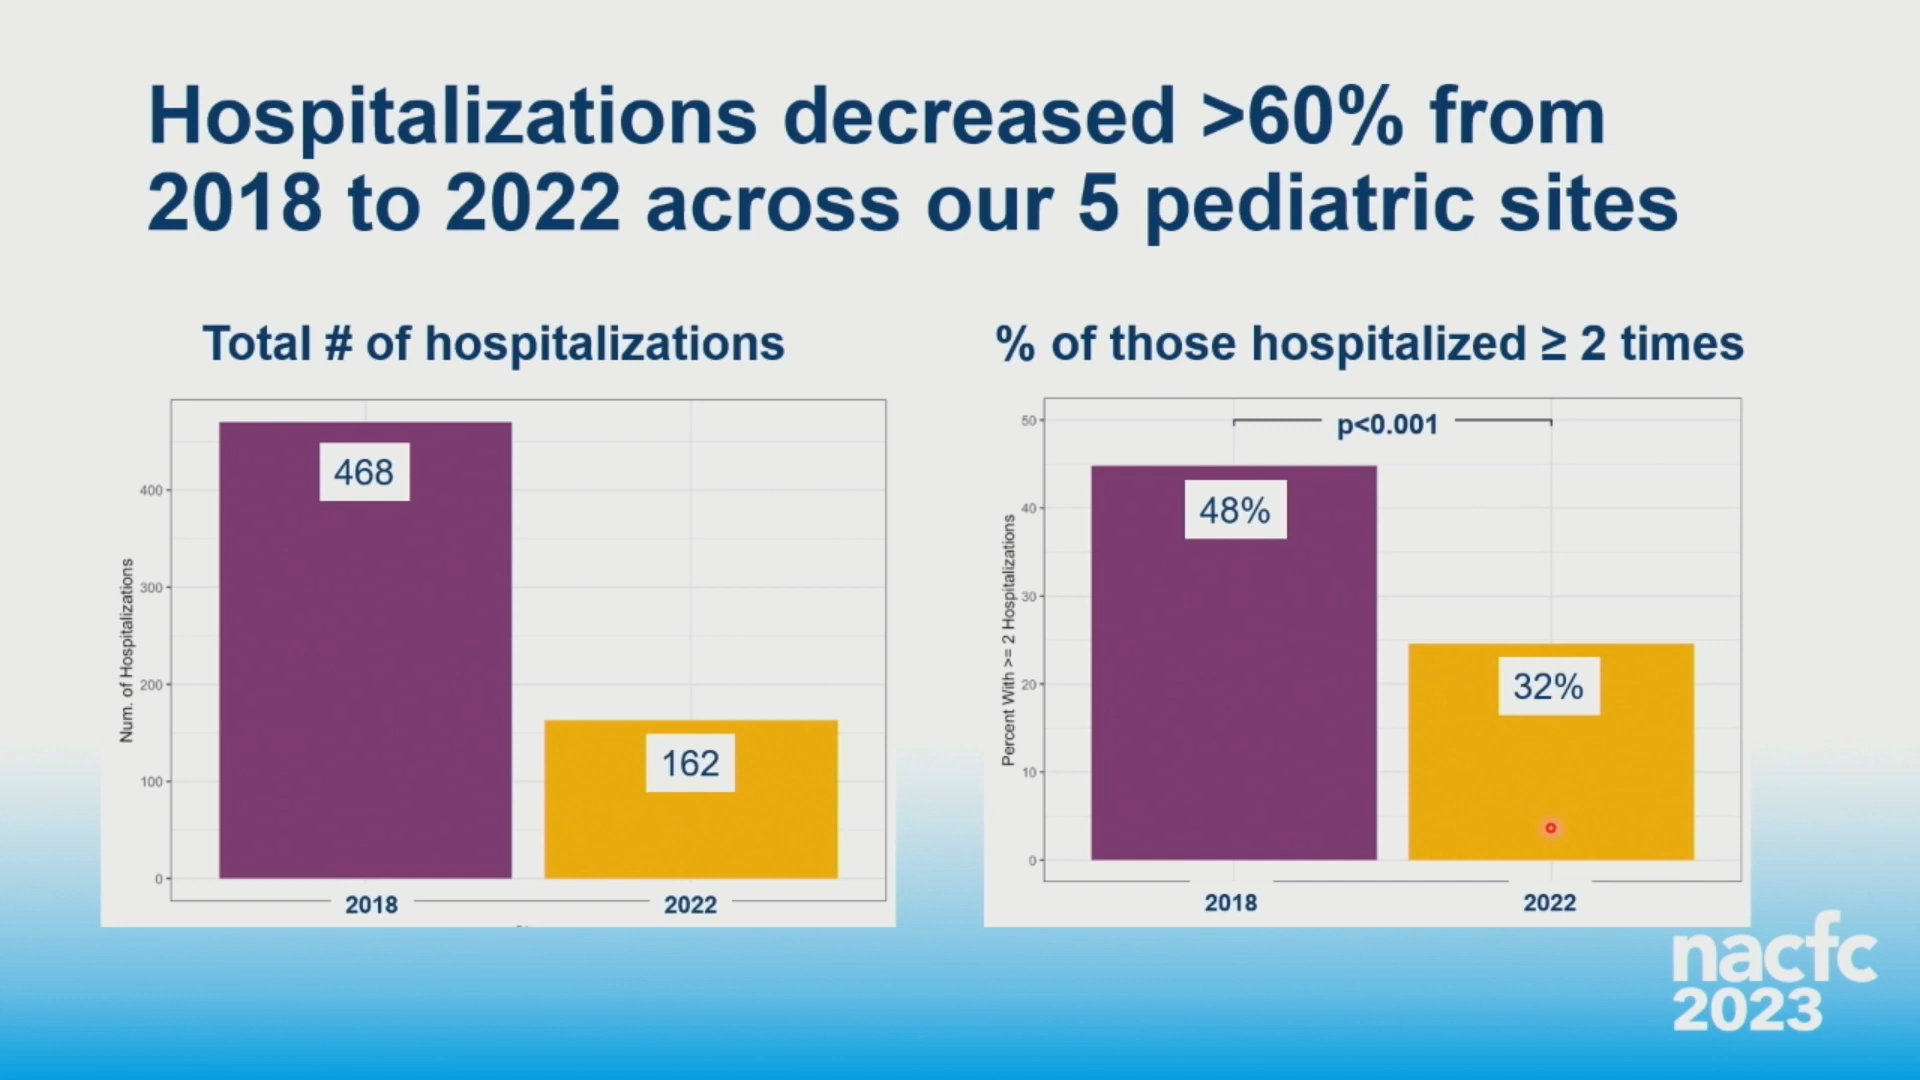 Hospitalizations decreased >60% from
2018 to 2022 across our 5 pediatric sites
Total # of hospitalizations
Num. of Hospitalizations
400
300
200
100
0
468
162
2018
2022
% of those hospitalized ≥ 2 times
Percent With >= 2 Hospitalizations
50
40
30
20
10
0
p<0.001
48%
32%
2018
2022
nacfc
2023